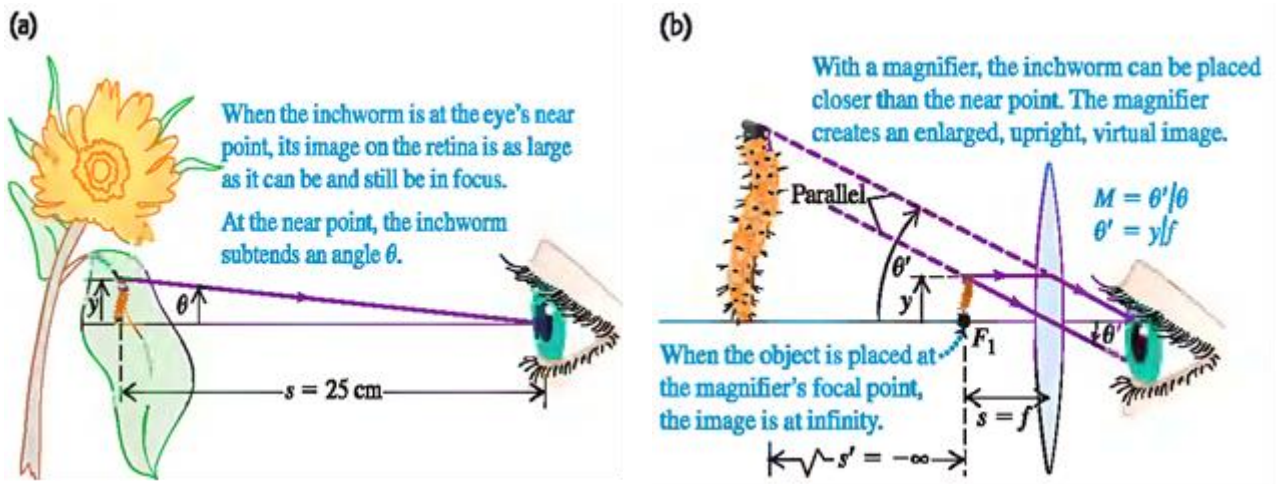 (a)
When the inchworm is at the eye's near
point, its image on the retina is as large
as it can be and still be in focus.
At the near point, the inchworm
subtends an angle θ.
y
θ
s = 25 cm
(b)
With a magnifier, the inchworm can be placed
closer than the near point. The magnifier
creates an enlarged, upright, virtual image.
Parallel
M = θ′/θ
θ′ = y/f
θ′
y
F₁
θ′
When the object is placed at
the magnifier's focal point,
the image is at infinity.
s = f
s′ = −∞